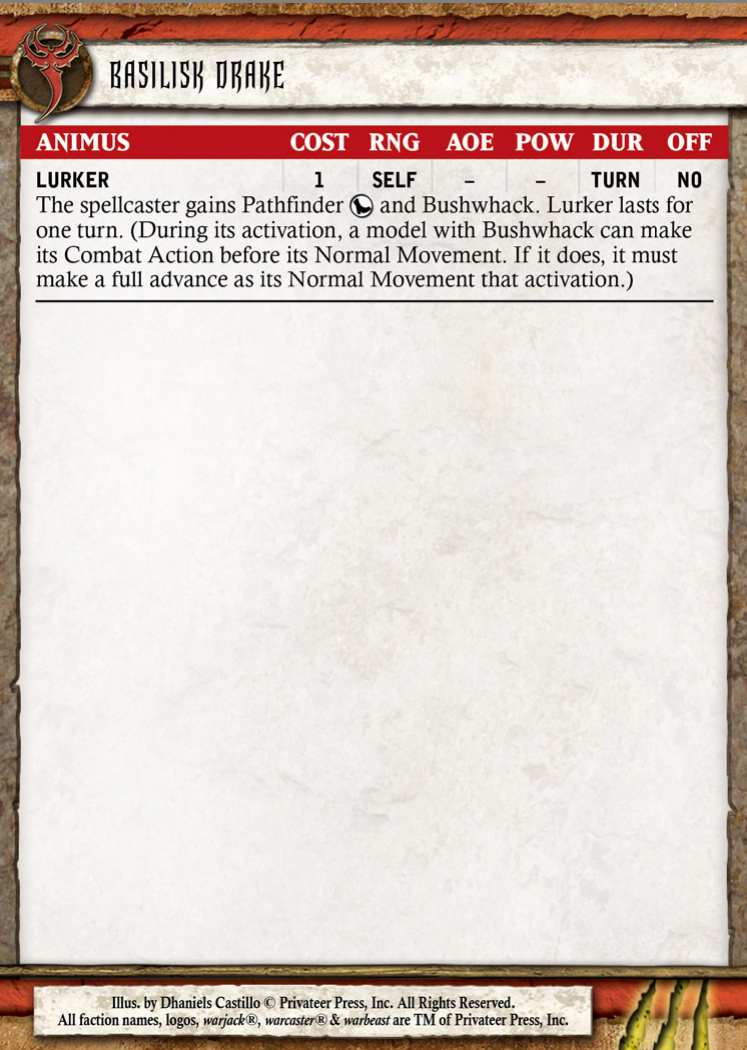 BASILISK DRAKE
ANIMUS COST RNG AOE POW DUR OFF
LURKER 1 SELF – – TURN NO
The spellcaster gains Pathfinder and Bushwhack. Lurker lasts for
one turn. (During its activation, a model with Bushwhack can make
its Combat Action before its Normal Movement. If it does, it must
make a full advance as its Normal Movement that activation.)
Illus. by Dhaniels Castillo © Privateer Press, Inc. All Rights Reserved.
All faction names, logos, warjack®, warcaster® & warbeast are TM of Privateer Press, Inc.